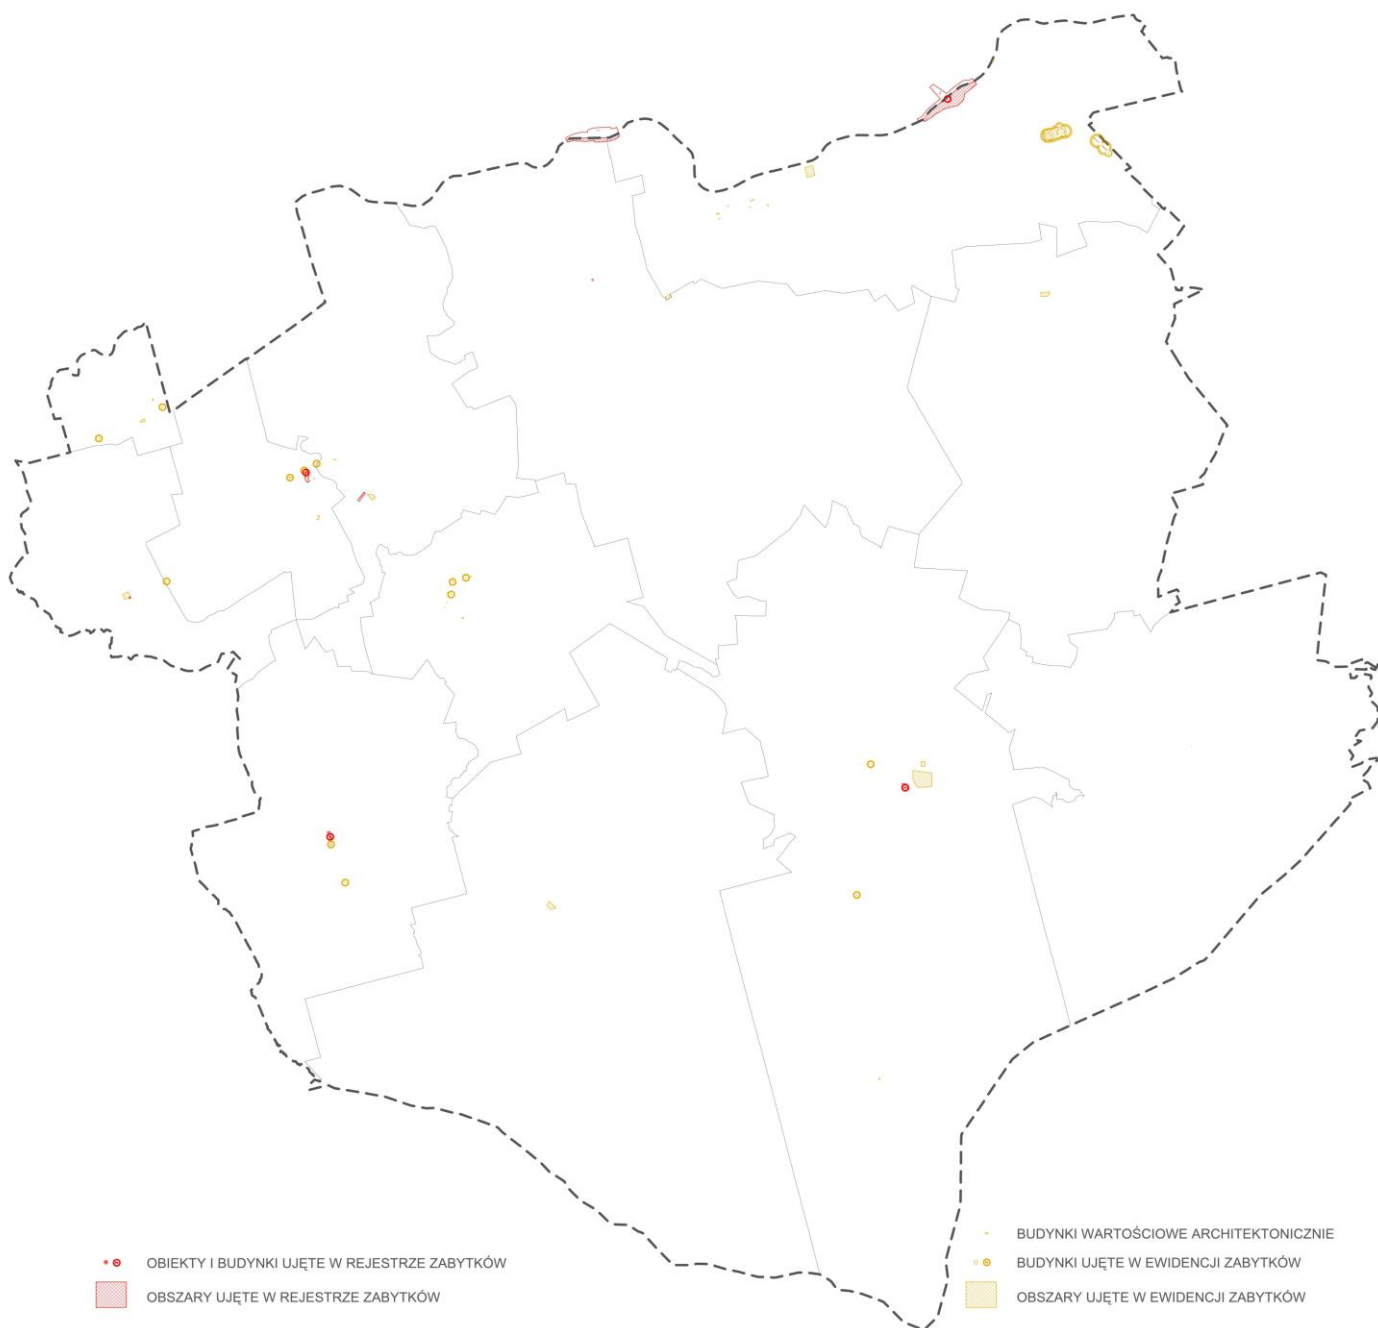 OBIEKTY I BUDYNKI UJĘTE W REJESTRZE ZABYTKÓW
OBSZARY UJĘTE W REJESTRZE ZABYTKÓW
BUDYNKI WARTOŚCIOWE ARCHITEKTONICZNIE
BUDYNKI UJĘTE W EWIDENCJI ZABYTKÓW
OBSZARY UJĘTE W EWIDENCJI ZABYTKÓW